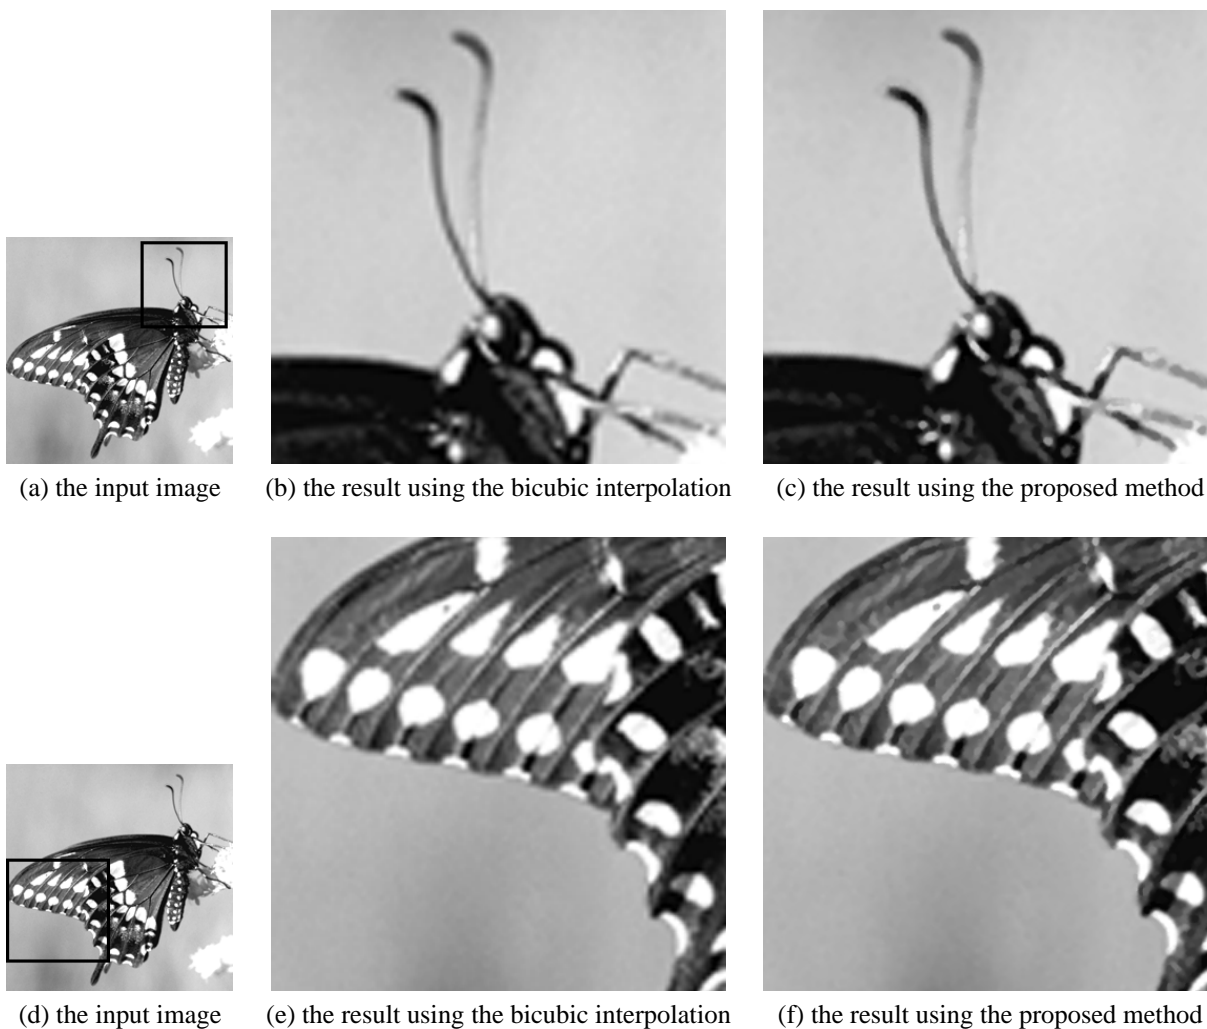 (a) the input image
(b) the result using the bicubic interpolation
(c) the result using the proposed method
(d) the input image
(e) the result using the bicubic interpolation
(f) the result using the proposed method